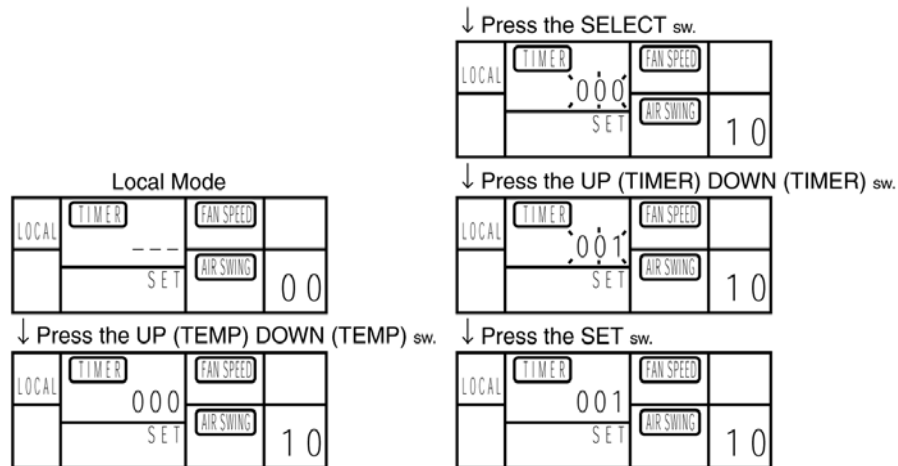 Local Mode
LOCAL TIMER FAN SPEED
- - -
SET AIR SWING 00
↓ Press the UP (TEMP) DOWN (TEMP) sw.
LOCAL TIMER FAN SPEED
000
SET AIR SWING 10
↓ Press the SELECT sw.
LOCAL TIMER FAN SPEED
000
SET AIR SWING 10
↓ Press the UP (TIMER) DOWN (TIMER) sw.
LOCAL TIMER FAN SPEED
001
SET AIR SWING 10
↓ Press the SET sw.
LOCAL TIMER FAN SPEED
001
SET AIR SWING 10